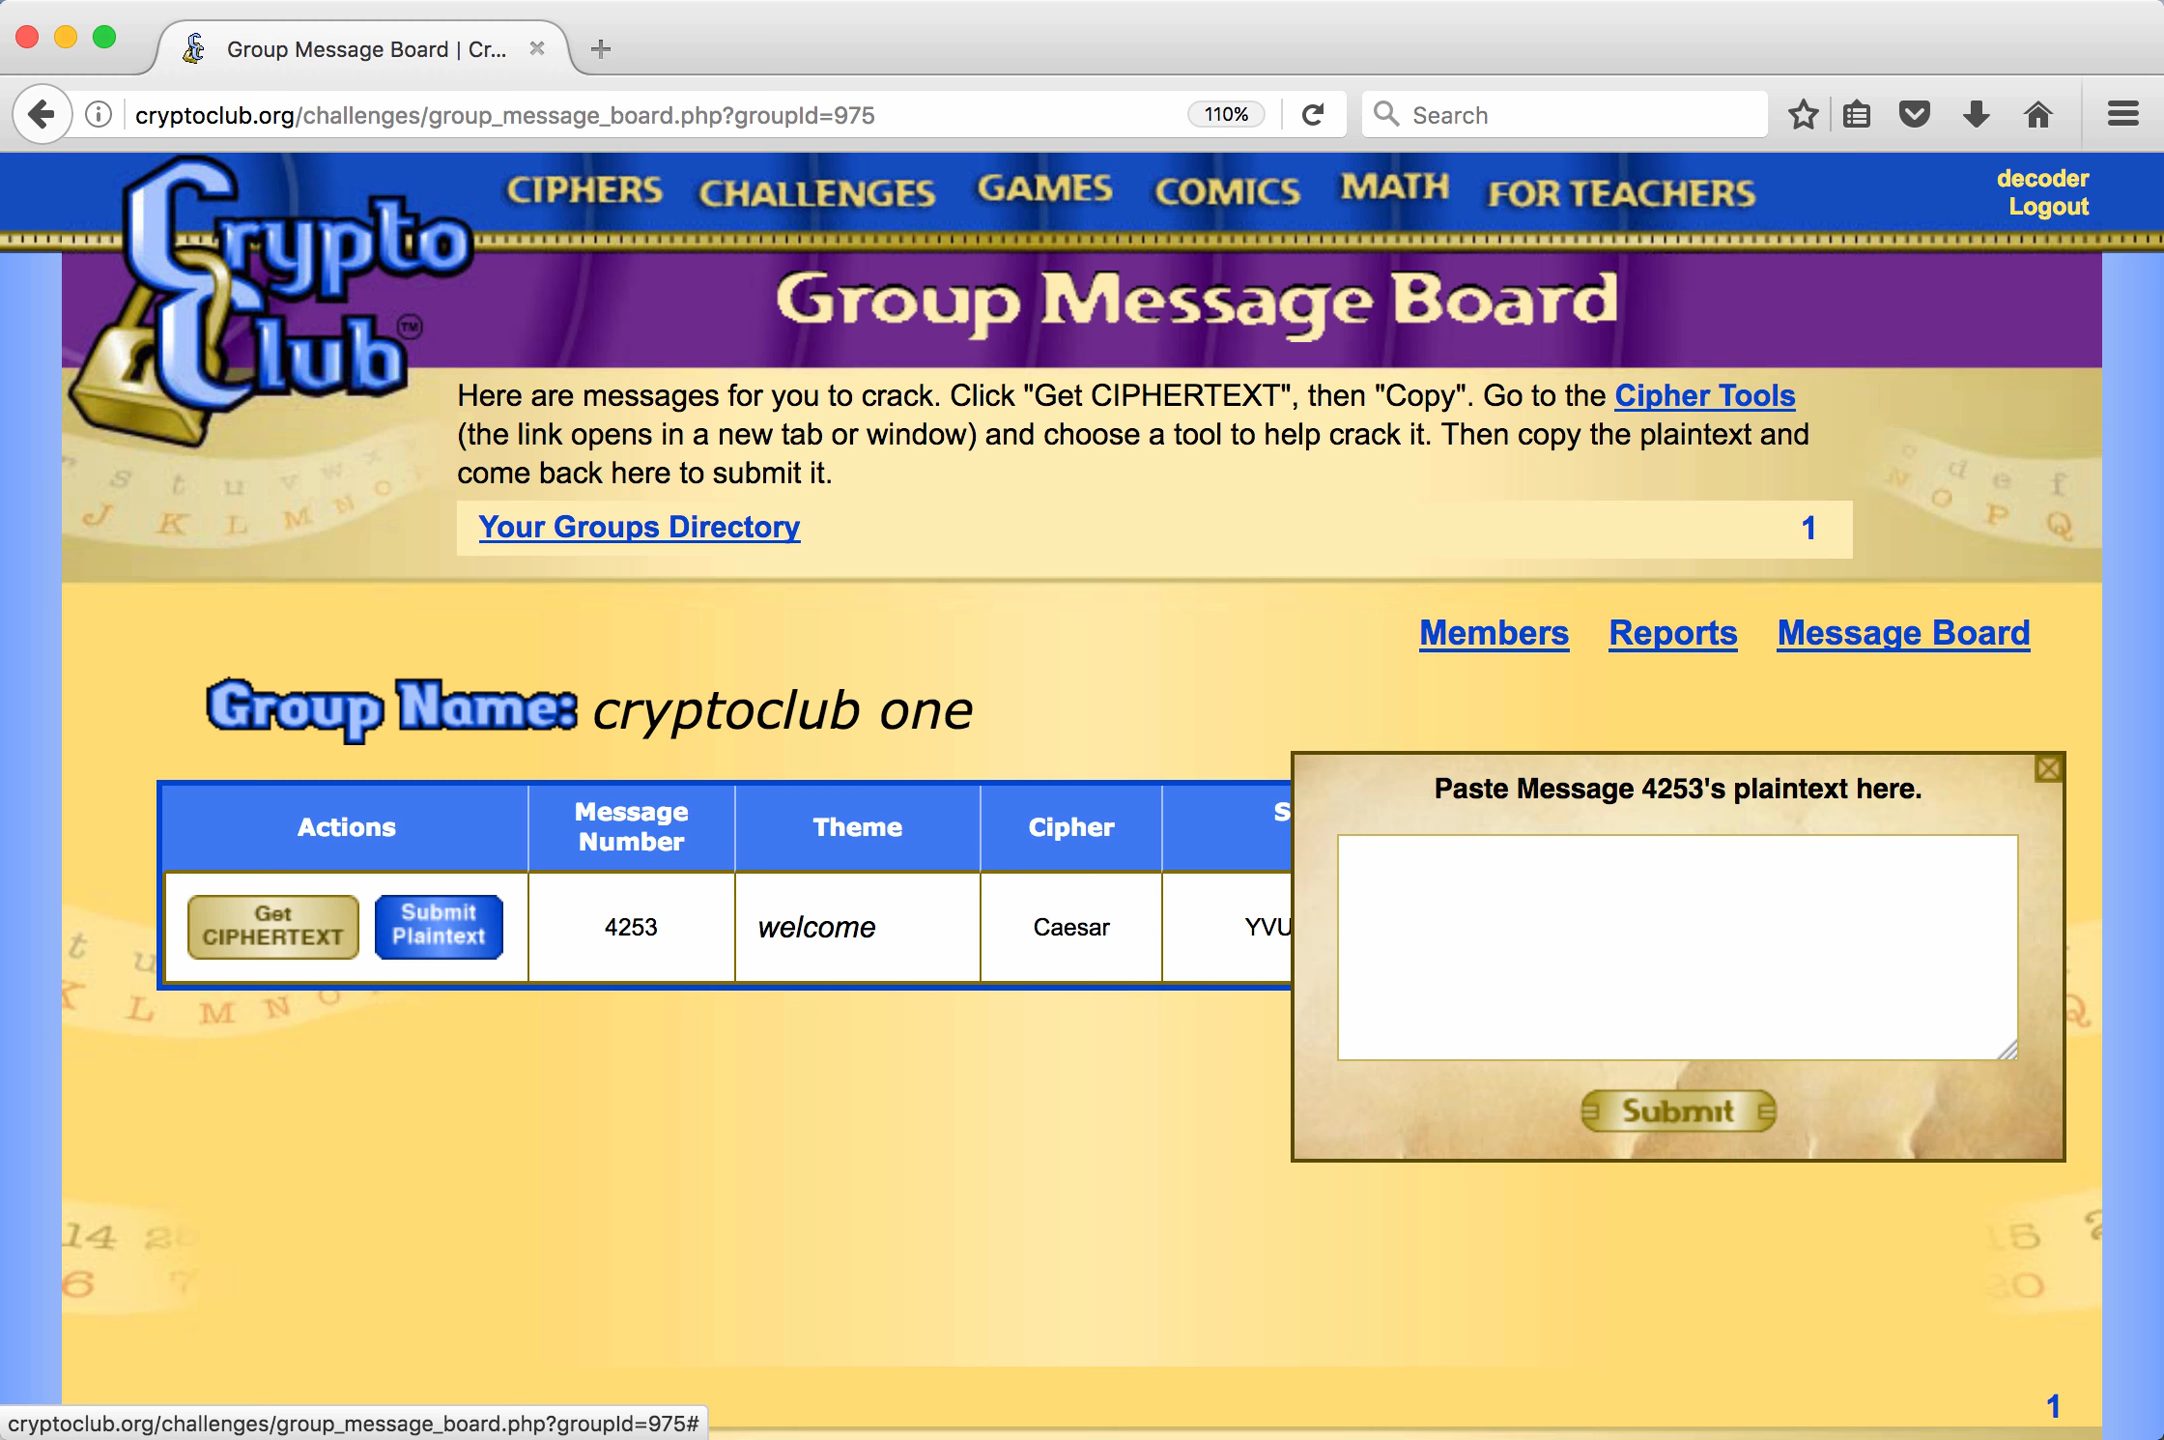 Group Message Board | Cr...
cryptoclub.org/challenges/group_message_board.php?groupId=975
110%
Search
CIPHERS CHALLENGES GAMES COMICS MATH FOR TEACHERS
decoder
Logout
Crypto
Club
TM
Group Message Board
Here are messages for you to crack. Click "Get CIPHERTEXT", then "Copy". Go to the Cipher Tools
(the link opens in a new tab or window) and choose a tool to help crack it. Then copy the plaintext and
come back here to submit it.
s t u v w x
J K L M N O
c d e f
N O P Q
Your Groups Directory 1
Members Reports Message Board
Group Name: cryptoclub one
Paste Message 4253's plaintext here.
Actions Message Number Theme Cipher S
Get CIPHERTEXT Submit Plaintext 4253 welcome Caesar YVU
t u
K L M N O
Q
Submit
14
6
15
20
1
cryptoclub.org/challenges/group_message_board.php?groupId=975#